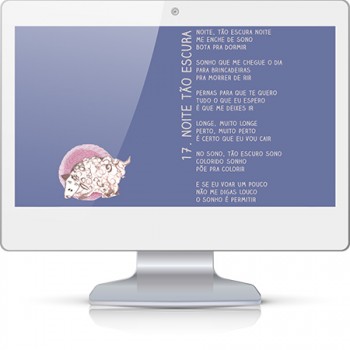 17. NOITE TÃO ESCURA
NOITE, TÃO ESCURA NOITE
ME ENCHE DE SONO
BOTA PRA DORMIR
SONHO QUE ME CHEGUE O DIA
PARA BRINCADEIRAS
PRA MORRER DE RIR
PERNAS PARA QUE TE QUERO
TUDO O QUE EU ESPERO
É QUE ME DEIXES IR
LONGE, MUITO LONGE
PERTO, MUITO PERTO
É CERTO QUE EU VOU CAIR
NO SONO, TÃO ESCURO SONO
COLORIDO SONHO
PÕE PRA COLORIR
E SE EU VOAR UM POUCO
NÃO ME DIGAS LOUCO
O SONHO É PERMITIR